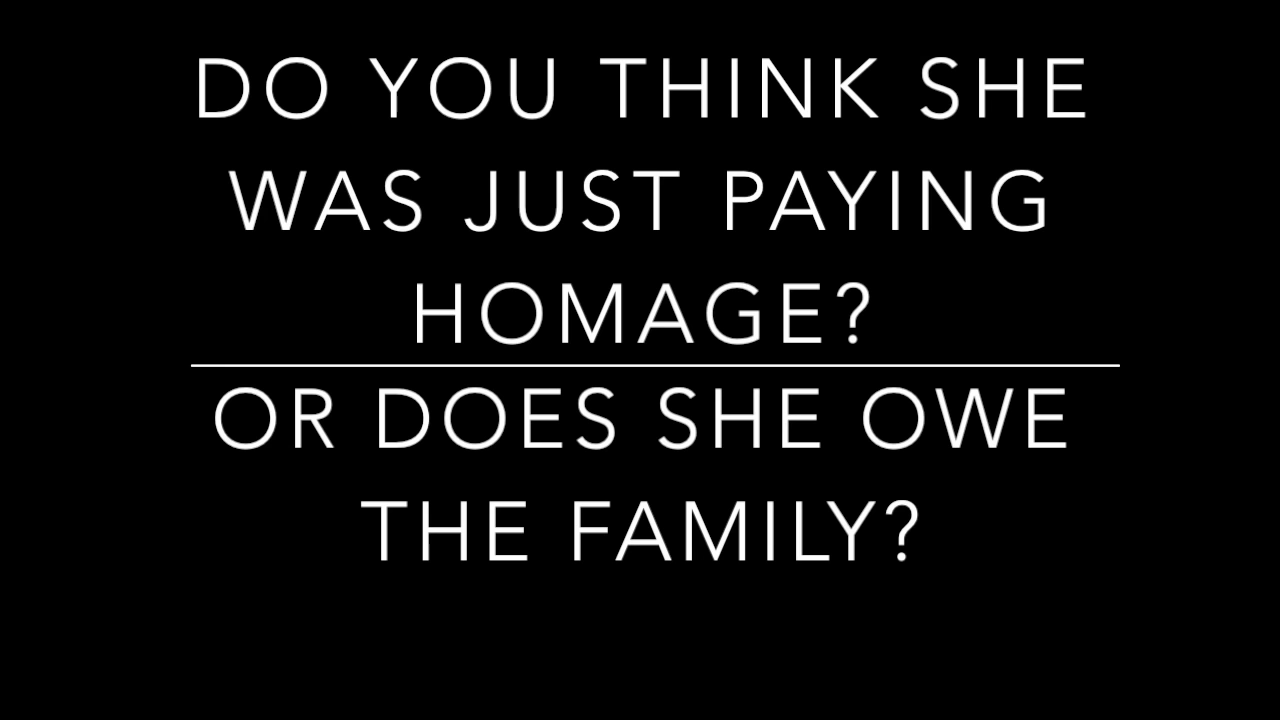 DO YOU THINK SHE
WAS JUST PAYING
HOMAGE?
OR DOES SHE OWE
THE FAMILY?